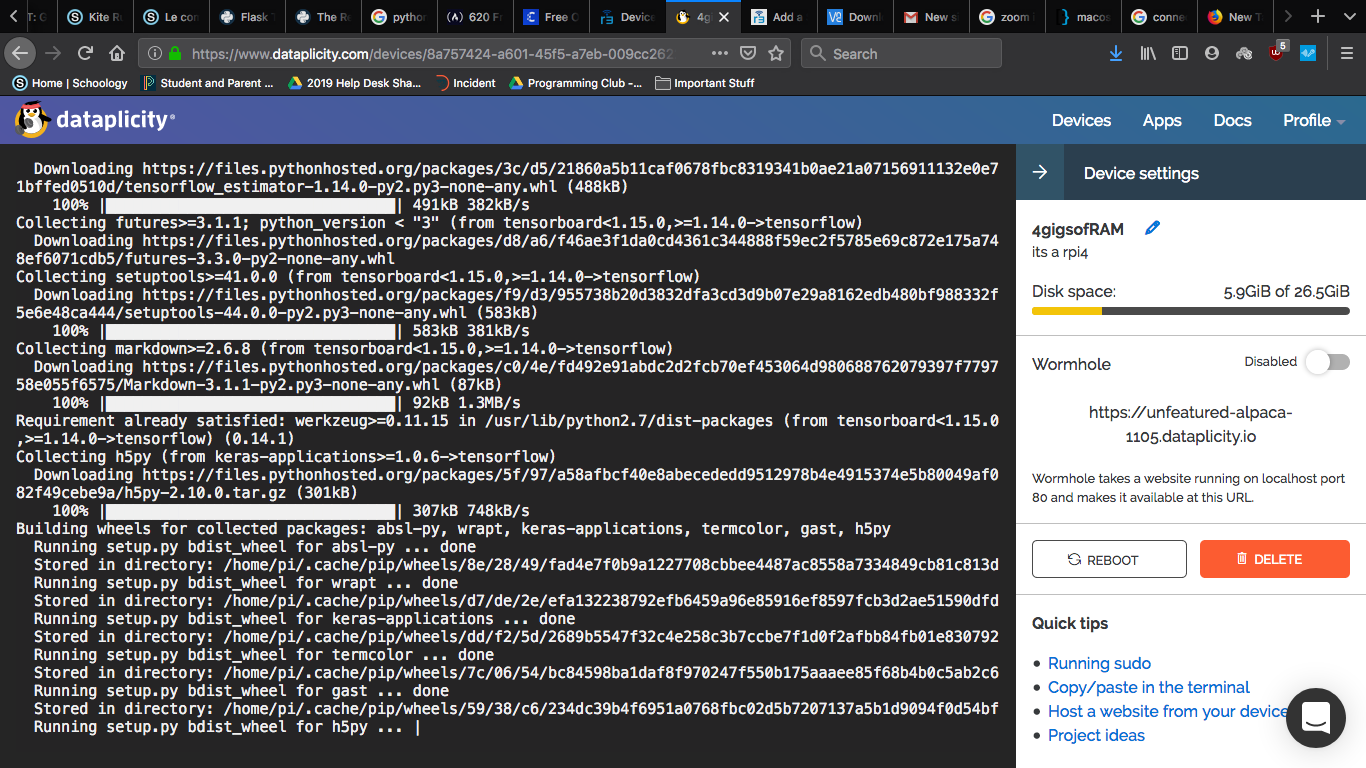 T: G
Kite R
Le con
Flask T
The Re
python
620 Fr
Free O
Device
4gi
Add a
Downl
New s
zoom i
macos
conne
New T
https://www.dataplicity.com/devices/8a757424-a601-45f5-a7eb-009cc262
Search
5
Home | Schoology
Student and Parent ...
2019 Help Desk Sha...
Incident
Programming Club -...
Important Stuff
dataplicity
Devices
Apps
Docs
Profile
Downloading https://files.pythonhosted.org/packages/3c/d5/21860a5b11caf0678fbc8319341b0ae21a07156911132e0e7
1bffed0510d/tensorflow_estimator-1.14.0-py2.py3-none-any.whl (488kB)
100% |████████████████████████████████| 491kB 382kB/s
Collecting futures>=3.1.1; python_version < "3" (from tensorboard<1.15.0,>=1.14.0->tensorflow)
Downloading https://files.pythonhosted.org/packages/d8/a6/f46ae3f1da0cd4361c344888f59ec2f5785e69c872e175a74
8ef6071cdb5/futures-3.3.0-py2-none-any.whl
Collecting setuptools>=41.0.0 (from tensorboard<1.15.0,>=1.14.0->tensorflow)
Downloading https://files.pythonhosted.org/packages/f9/d3/955738b20d3832dfa3cd3d9b07e29a8162edb480bf988332f
5e6e48ca444/setuptools-44.0.0-py2.py3-none-any.whl (583kB)
100% |████████████████████████████████| 583kB 381kB/s
Collecting markdown>=2.6.8 (from tensorboard<1.15.0,>=1.14.0->tensorflow)
Downloading https://files.pythonhosted.org/packages/c0/4e/fd492e91abdc2d2fcb70ef453064d980688762079397f7797
58e055f6575/Markdown-3.1.1-py2.py3-none-any.whl (87kB)
100% |████████████████████████████████| 92kB 1.3MB/s
Requirement already satisfied: werkzeug>=0.11.15 in /usr/lib/python2.7/dist-packages (from tensorboard<1.15.0
,>=1.14.0->tensorflow) (0.14.1)
Collecting h5py (from keras-applications>=1.0.6->tensorflow)
Downloading https://files.pythonhosted.org/packages/5f/97/a58afbcf40e8abecededd9512978b4e4915374e5b80049af0
82f49cebe9a/h5py-2.10.0.tar.gz (301kB)
100% |████████████████████████████████| 307kB 748kB/s
Building wheels for collected packages: absl-py, wrapt, keras-applications, termcolor, gast, h5py
Running setup.py bdist_wheel for absl-py ... done
Stored in directory: /home/pi/.cache/pip/wheels/8e/28/49/fad4e7f0b9a1227708cbbee4487ac8558a7334849cb81c813d
Running setup.py bdist_wheel for wrapt ... done
Stored in directory: /home/pi/.cache/pip/wheels/d7/de/2e/efa132238792efb6459a96e85916ef8597fcb3d2ae51590dfd
Running setup.py bdist_wheel for keras-applications ... done
Stored in directory: /home/pi/.cache/pip/wheels/dd/f2/5d/2689b5547f32c4e258c3b7ccbe7f1d0f2afbb84fb01e830792
Running setup.py bdist_wheel for termcolor ... done
Stored in directory: /home/pi/.cache/pip/wheels/7c/06/54/bc84598ba1daf8f970247f550b175aaaee85f68b4b0c5ab2c6
Running setup.py bdist_wheel for gast ... done
Stored in directory: /home/pi/.cache/pip/wheels/59/38/c6/234dc39b4f6951a0768fbc02d5b7207137a5b1d9094f0d54bf
Running setup.py bdist_wheel for h5py ... |
Device settings
4gigsofRAM
its a rpi4
Disk space: 5.9GiB of 26.5GiB
Wormhole Disabled
https://unfeatured-alpaca-
1105.dataplicity.io
Wormhole takes a website running on localhost port
80 and makes it available at this URL.
REBOOT
DELETE
Quick tips
Running sudo
Copy/paste in the terminal
Host a website from your device
Project ideas